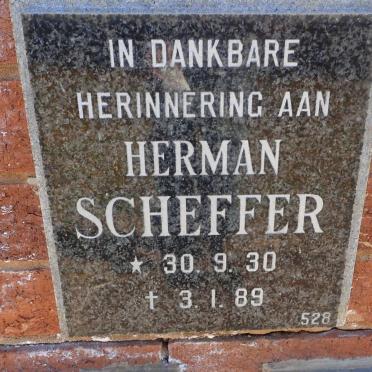 IN DANKBARE
HERINNERING AAN
HERMAN
SCHEFFER
* 30. 9. 30
† 3. 1. 89
528